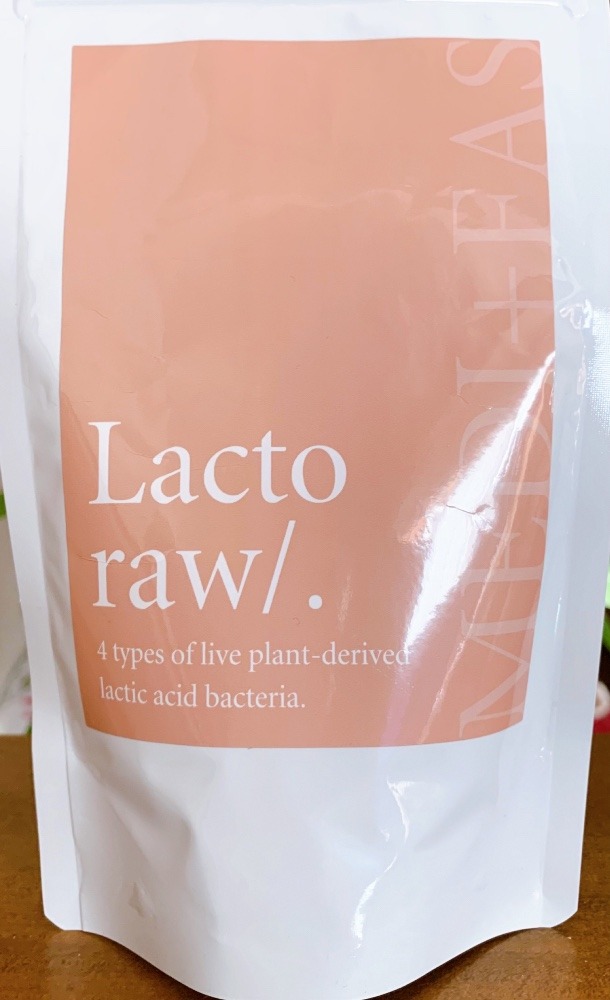 Lacto
raw/.
4 types of live plant-derived
lactic acid bacteria.
MEDI+FAS